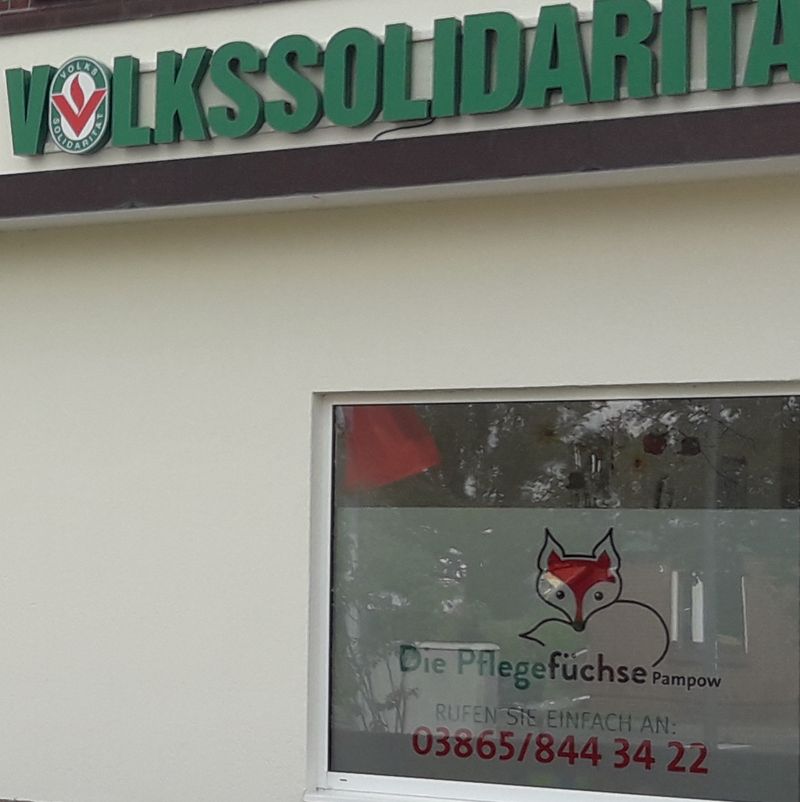 VOLKSSOLIDARITÄ
VOLKS
SOLIDARITÄT
Die Pflegefüchse Pampow
RUFEN SIE EINFACH AN:
03865/844 34 22